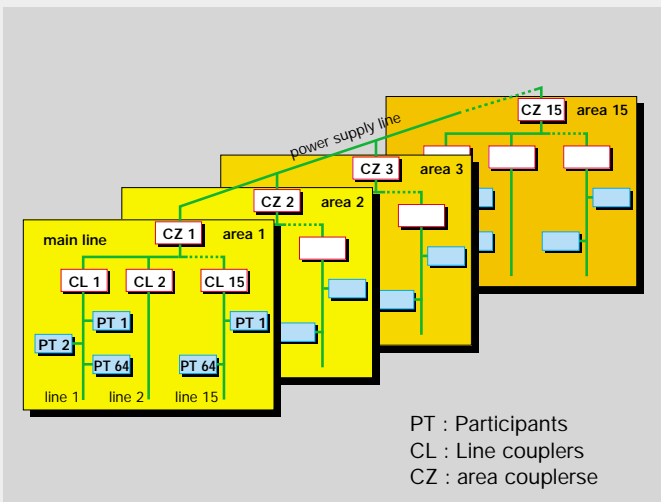 CZ 15 area 15
power supply line
CZ 3 area 3
CZ 2 area 2
CZ 1 area 1
main line
CL 1 CL 2 CL 15
PT 1 PT 1
PT 2
PT 64 PT 64
line 1 line 2 line 15
PT : Participants
CL : Line couplers
CZ : area couplerse